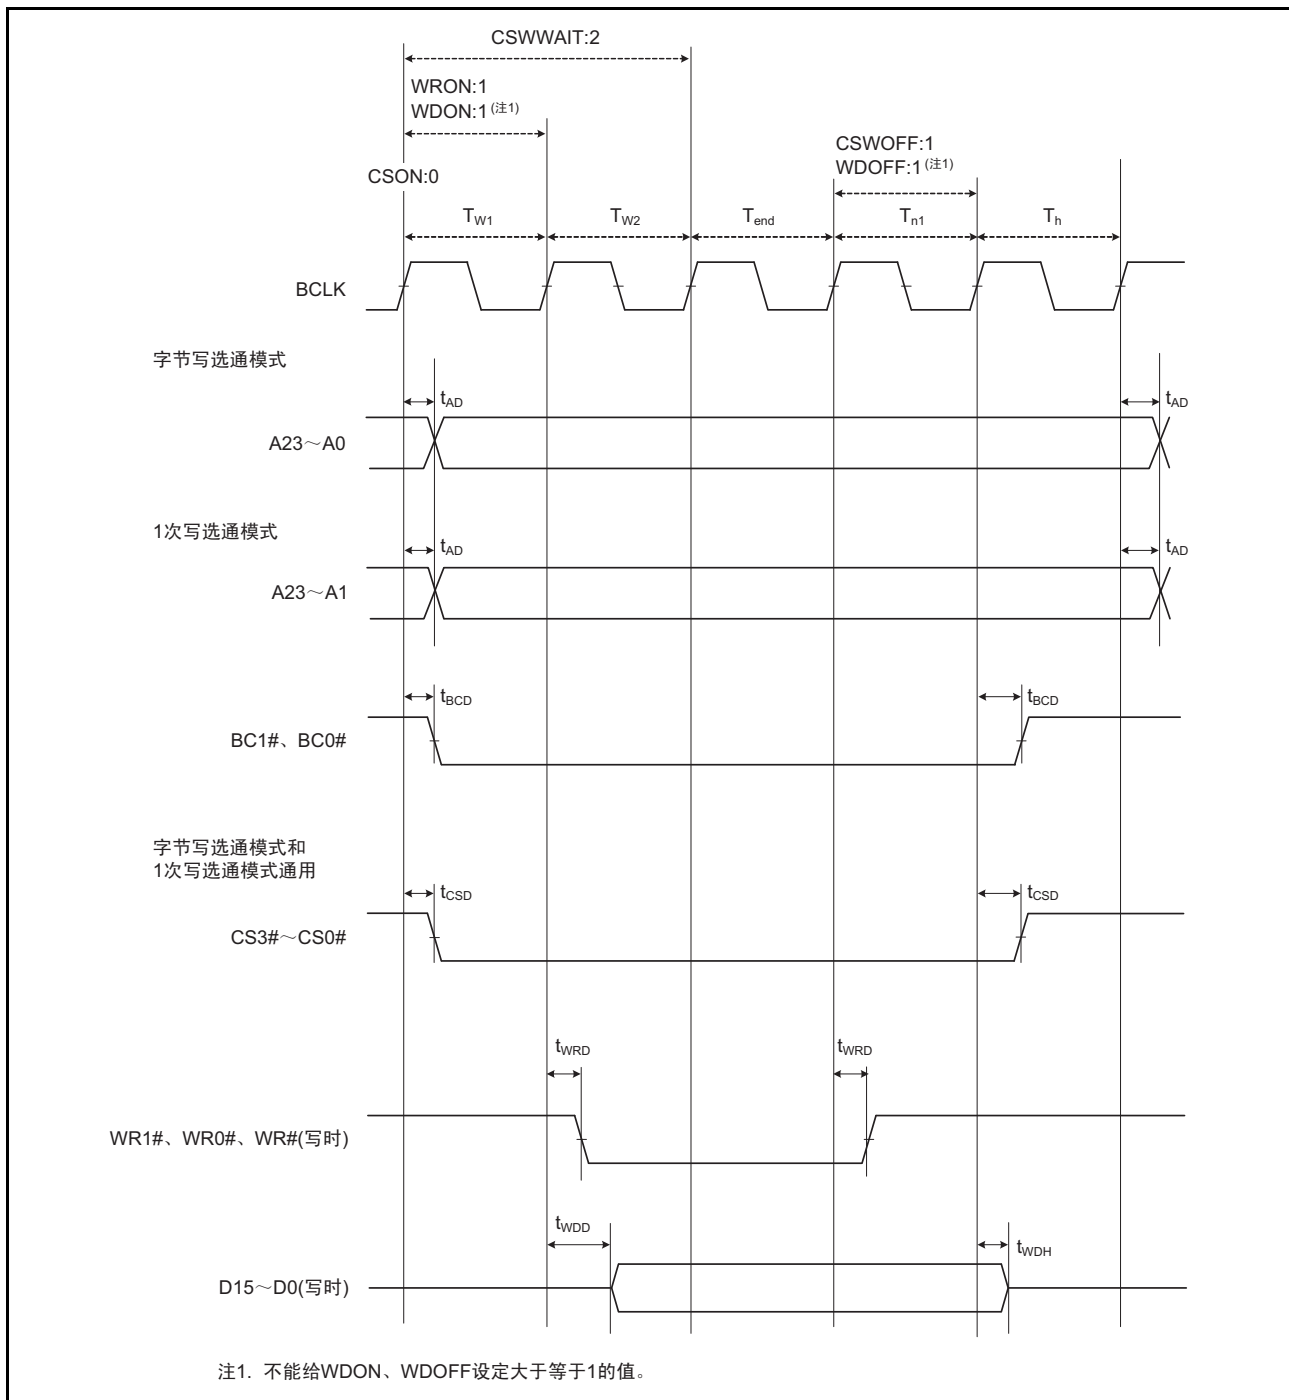 CSWWAIT:2
WRON:1
WDON:1(注1)
CSON:0
CSWOFF:1
WDOFF:1(注1)
TW1 TW2 Tend Tn1 Th
BCLK
字节写选通模式
tAD tAD
A23～A0
1次写选通模式
tAD tAD
A23～A1
tBCD tBCD
BC1#、BC0#
字节写选通模式和
1次写选通模式通用
tCSD tCSD
CS3#～CS0#
tWRD tWRD
WR1#、WR0#、WR#(写时)
tWDD tWDH
D15～D0(写时)
注1. 不能给WDON、WDOFF设定大于等于1的值。